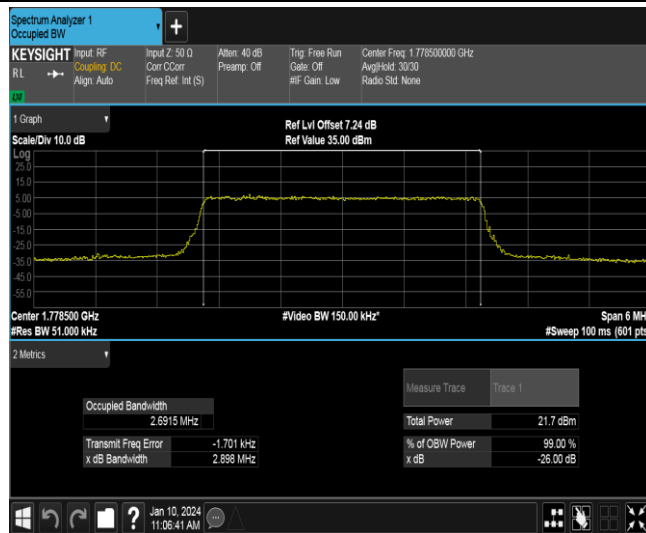 Spectrum Analyzer 1
Occupied BW
+
KEYSIGHT
RL
LV
Input: RF
Coupling: DC
Align: Auto
Input Z: 50 Ω
Corr CCorr
Freq Ref: Int (S)
Atten: 40 dB
Preamp: Off
Trig: Free Run
Gate: Off
#IF Gain: Low
Center Freq: 1.778500000 GHz
Avg|Hold: 30/30
Radio Std: None
1 Graph
Scale/Div 10.0 dB
Ref Lvl Offset 7.24 dB
Ref Value 35.00 dBm
Log
25.0
15.0
5.00
-5.00
-15.0
-25.0
-35.0
-45.0
-55.0
Center 1.778500 GHz
#Res BW 51.000 kHz
#Video BW 150.00 kHz*
Span 6 MH
#Sweep 100 ms (601 pts
2 Metrics
Measure Trace Trace 1
Occupied Bandwidth
2.6915 MHz
Total Power 21.7 dBm
Transmit Freq Error -1.701 kHz
% of OBW Power 99.00 %
x dB Bandwidth 2.898 MHz
x dB -26.00 dB
?
Jan 10, 2024
11:06:41 AM